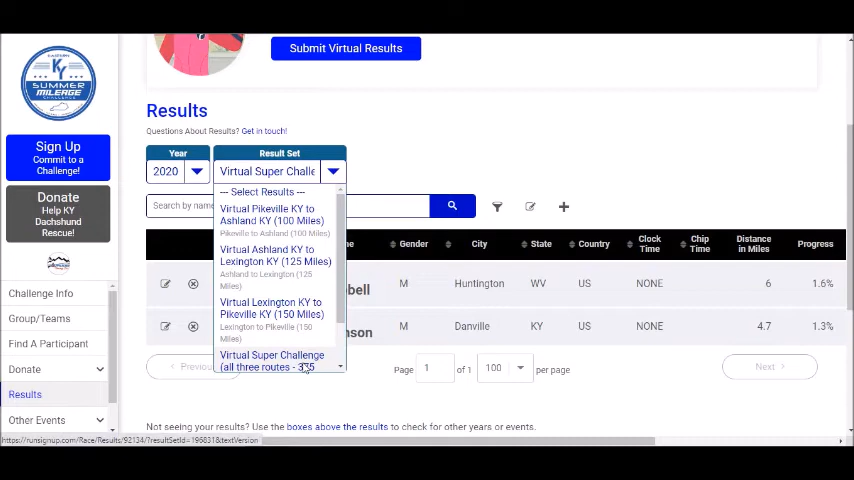 Submit Virtual Results
KY
SUMMER
MILEAGE
CHALLENGE
Sign Up
Commit to a
Challenge!
Donate
Help KY
Dachshund
Rescue!
Challenge Info
Group/Teams
Find A Participant
Donate
Results
Other Events
Results
Questions About Results? Get in touch!
Year
Result Set
2020
Virtual Super Challe
--- Select Results ---
Virtual Pikeville KY to
Ashland KY (100 Miles)
Pikeville to Ashland (100 Miles)
Virtual Ashland KY to
Lexington KY (125 Miles)
Ashland to Lexington (125
Miles)
Virtual Lexington KY to
Pikeville KY (150 Miles)
Lexington to Pikeville (150
Miles)
Virtual Super Challenge
(all three routes - 375
Search by name
me Gender City State Country Clock Time Chip Time Distance in Miles Progress
bell M Huntington WV US NONE 6 1.6%
nson M Danville KY US NONE 4.7 1.3%
Previou
Page 1 of 1 100 per page
Next
Not seeing your results? Use the boxes above the results to check for other years or events.
https://runsignup.com/Race/Results/92134/?resultSetId=196831&textVersion